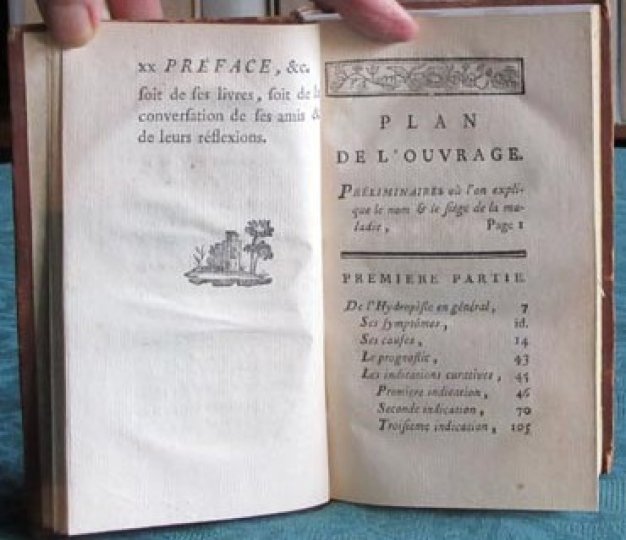 xx PRÉFACE, &c.
ſoit de ſes livres, ſoit de la
converſation de ſes amis &
de leurs réflexions.
PLAN
DE L'OUVRAGE.
PRÉLIMINAIRES où l'on expli-
que le nom & le ſiége de la ma-
ladie, Page 1
PREMIERE PARTIE.
De l'Hydropiſie en général, 7
Ses ſymptômes, id.
Ses cauſes, 14
Le prognoſtic, 43
Les indications curatives, 45
Premiere indication, 46
Seconde indication, 70
Troiſieme indication, 105